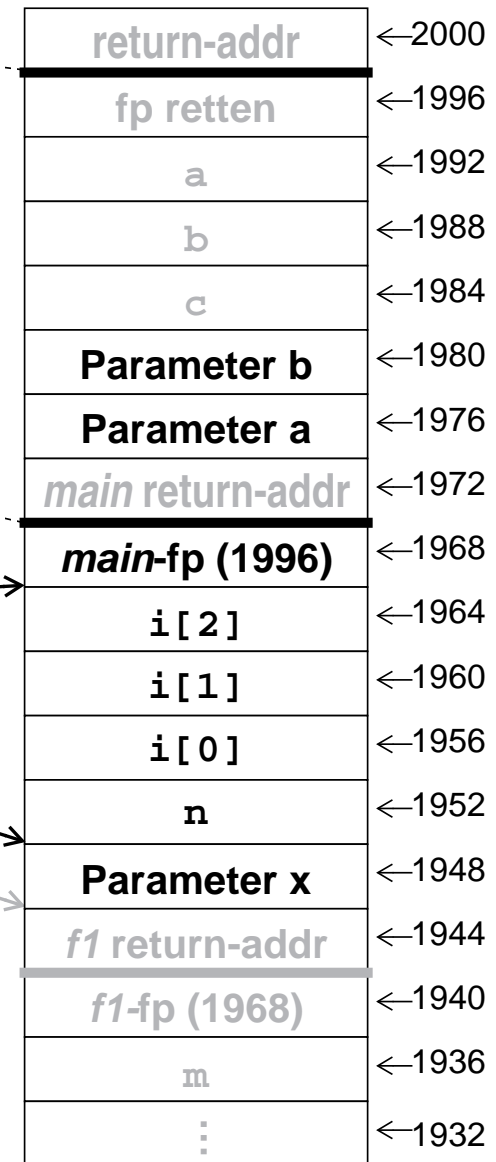 return-addr ←2000
fp retten ←1996
a ←1992
b ←1988
c ←1984
Parameter b ←1980
Parameter a ←1976
main return-addr ←1972
main-fp (1996) ←1968
i[2] ←1964
i[1] ←1960
i[0] ←1956
n ←1952
Parameter x ←1948
f1 return-addr ←1944
f1-fp (1968) ←1940
m ←1936
⋮ ←1932